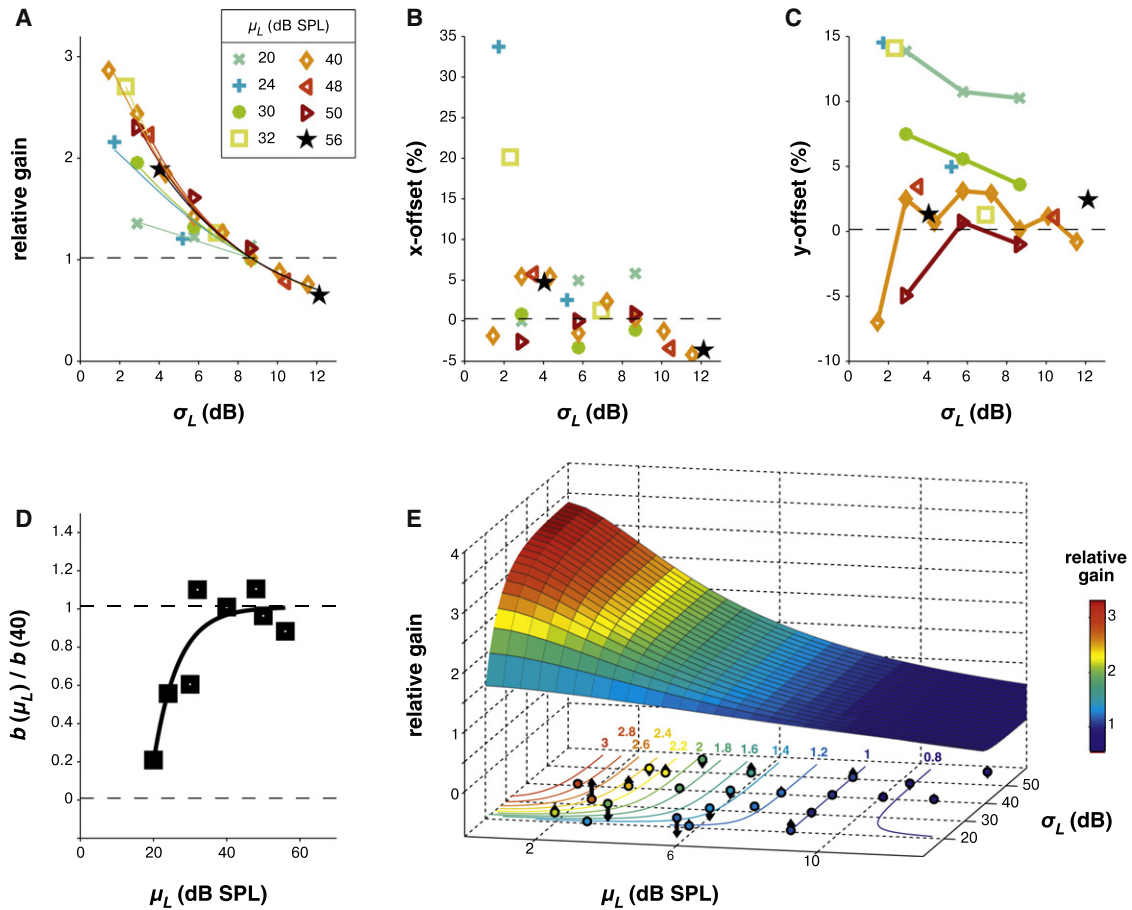 A
relative gain
3
2
1
0
0 2 4 6 8 10 12
σL (dB)
μL (dB SPL)
20 40
24 48
30 50
32 56
B
x-offset (%)
35
30
25
20
15
10
5
0
-5
0 2 4 6 8 10 12
σL (dB)
C
y-offset (%)
15
10
5
0
-5
-10
0 2 4 6 8 10 12
σL (dB)
D
b (μL) / b (40)
1.4
1.2
1
0.8
0.6
0.4
0.2
0
0 20 40 60
μL (dB SPL)
E
relative gain
4
3
2
1
0
3 2.8 2.6 2.4 2.2 2 1.8 1.6 1.4 1.2 1 0.8
2 6 10
μL (dB SPL)
50
40
30
20
σL (dB)
relative
gain
3
2
1